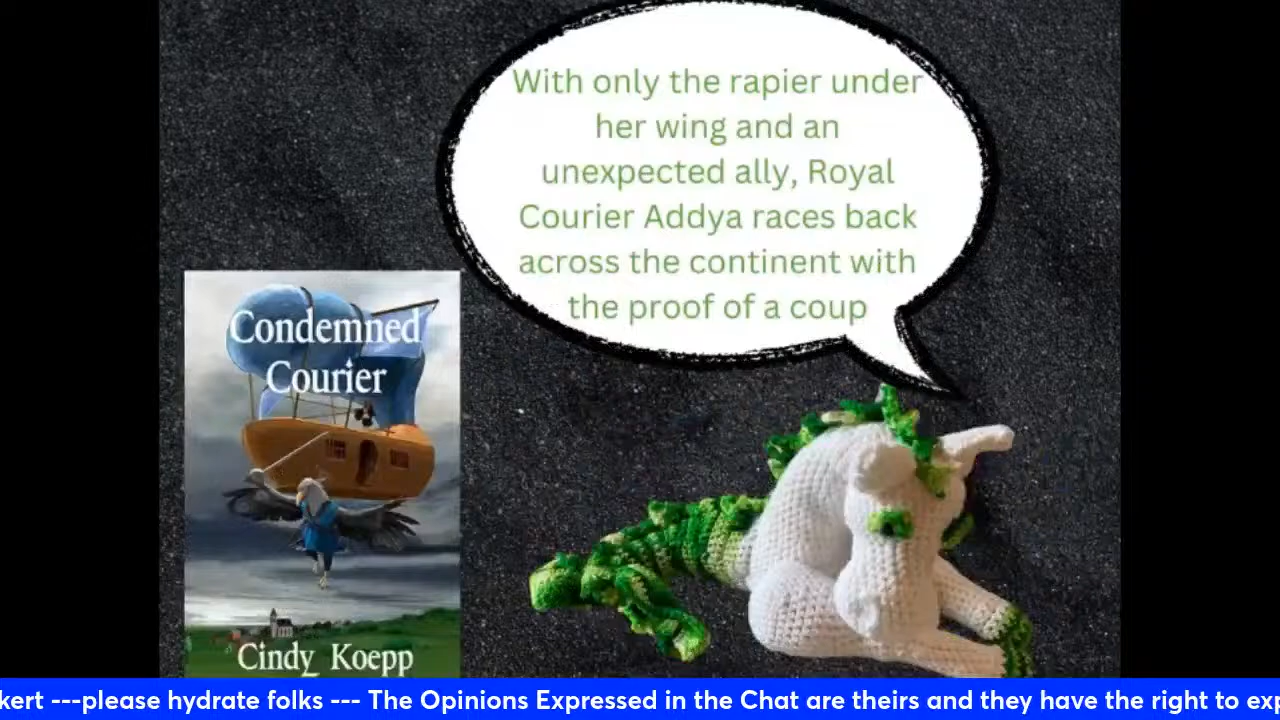 With only the rapier under
her wing and an
unexpected ally, Royal
Courier Addya races back
across the continent with
the proof of a coup
Condemned
Courier
Cindy Koepp
kert ---please hydrate folks --- The Opinions Expressed in the Chat are theirs and they have the right to exp